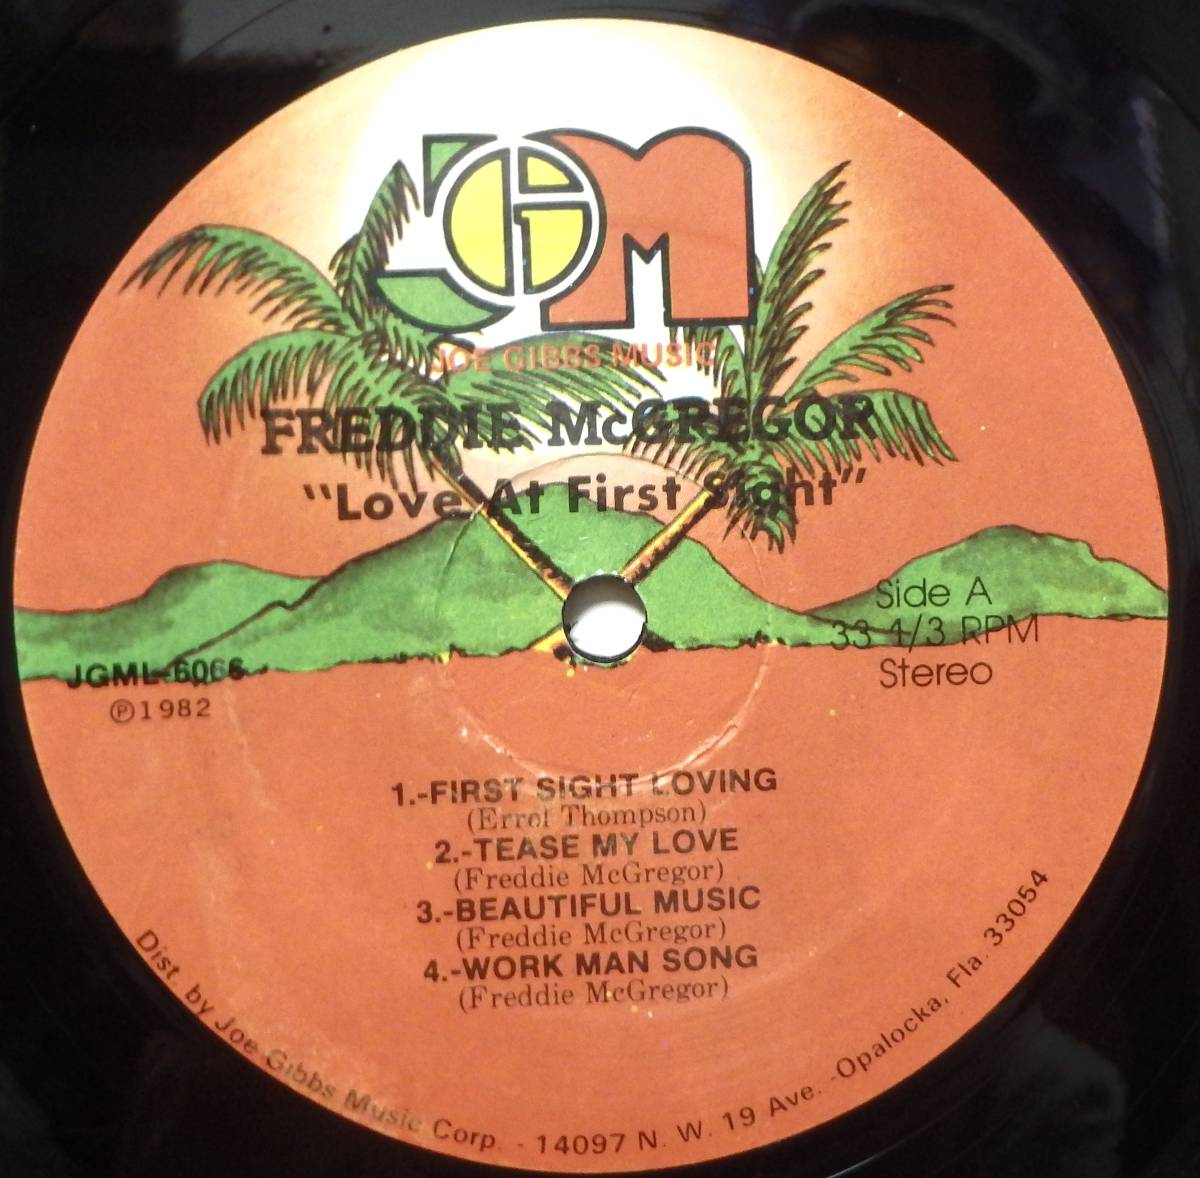 JGM
JOE GIBBS MUSIC
FREDDIE McGREGOR
"Love At First Sight"
Side A
33 1/3 RPM
Stereo
JGML-6066
℗1982
1.-FIRST SIGHT LOVING
(Errol Thompson)
2.-TEASE MY LOVE
(Freddie McGregor)
3.-BEAUTIFUL MUSIC
(Freddie McGregor)
4.-WORK MAN SONG
(Freddie McGregor)
Dist. by Joe Gibbs Music Corp. - 14097 N. W. 19 Ave. -Opalocka, Fla. 33054